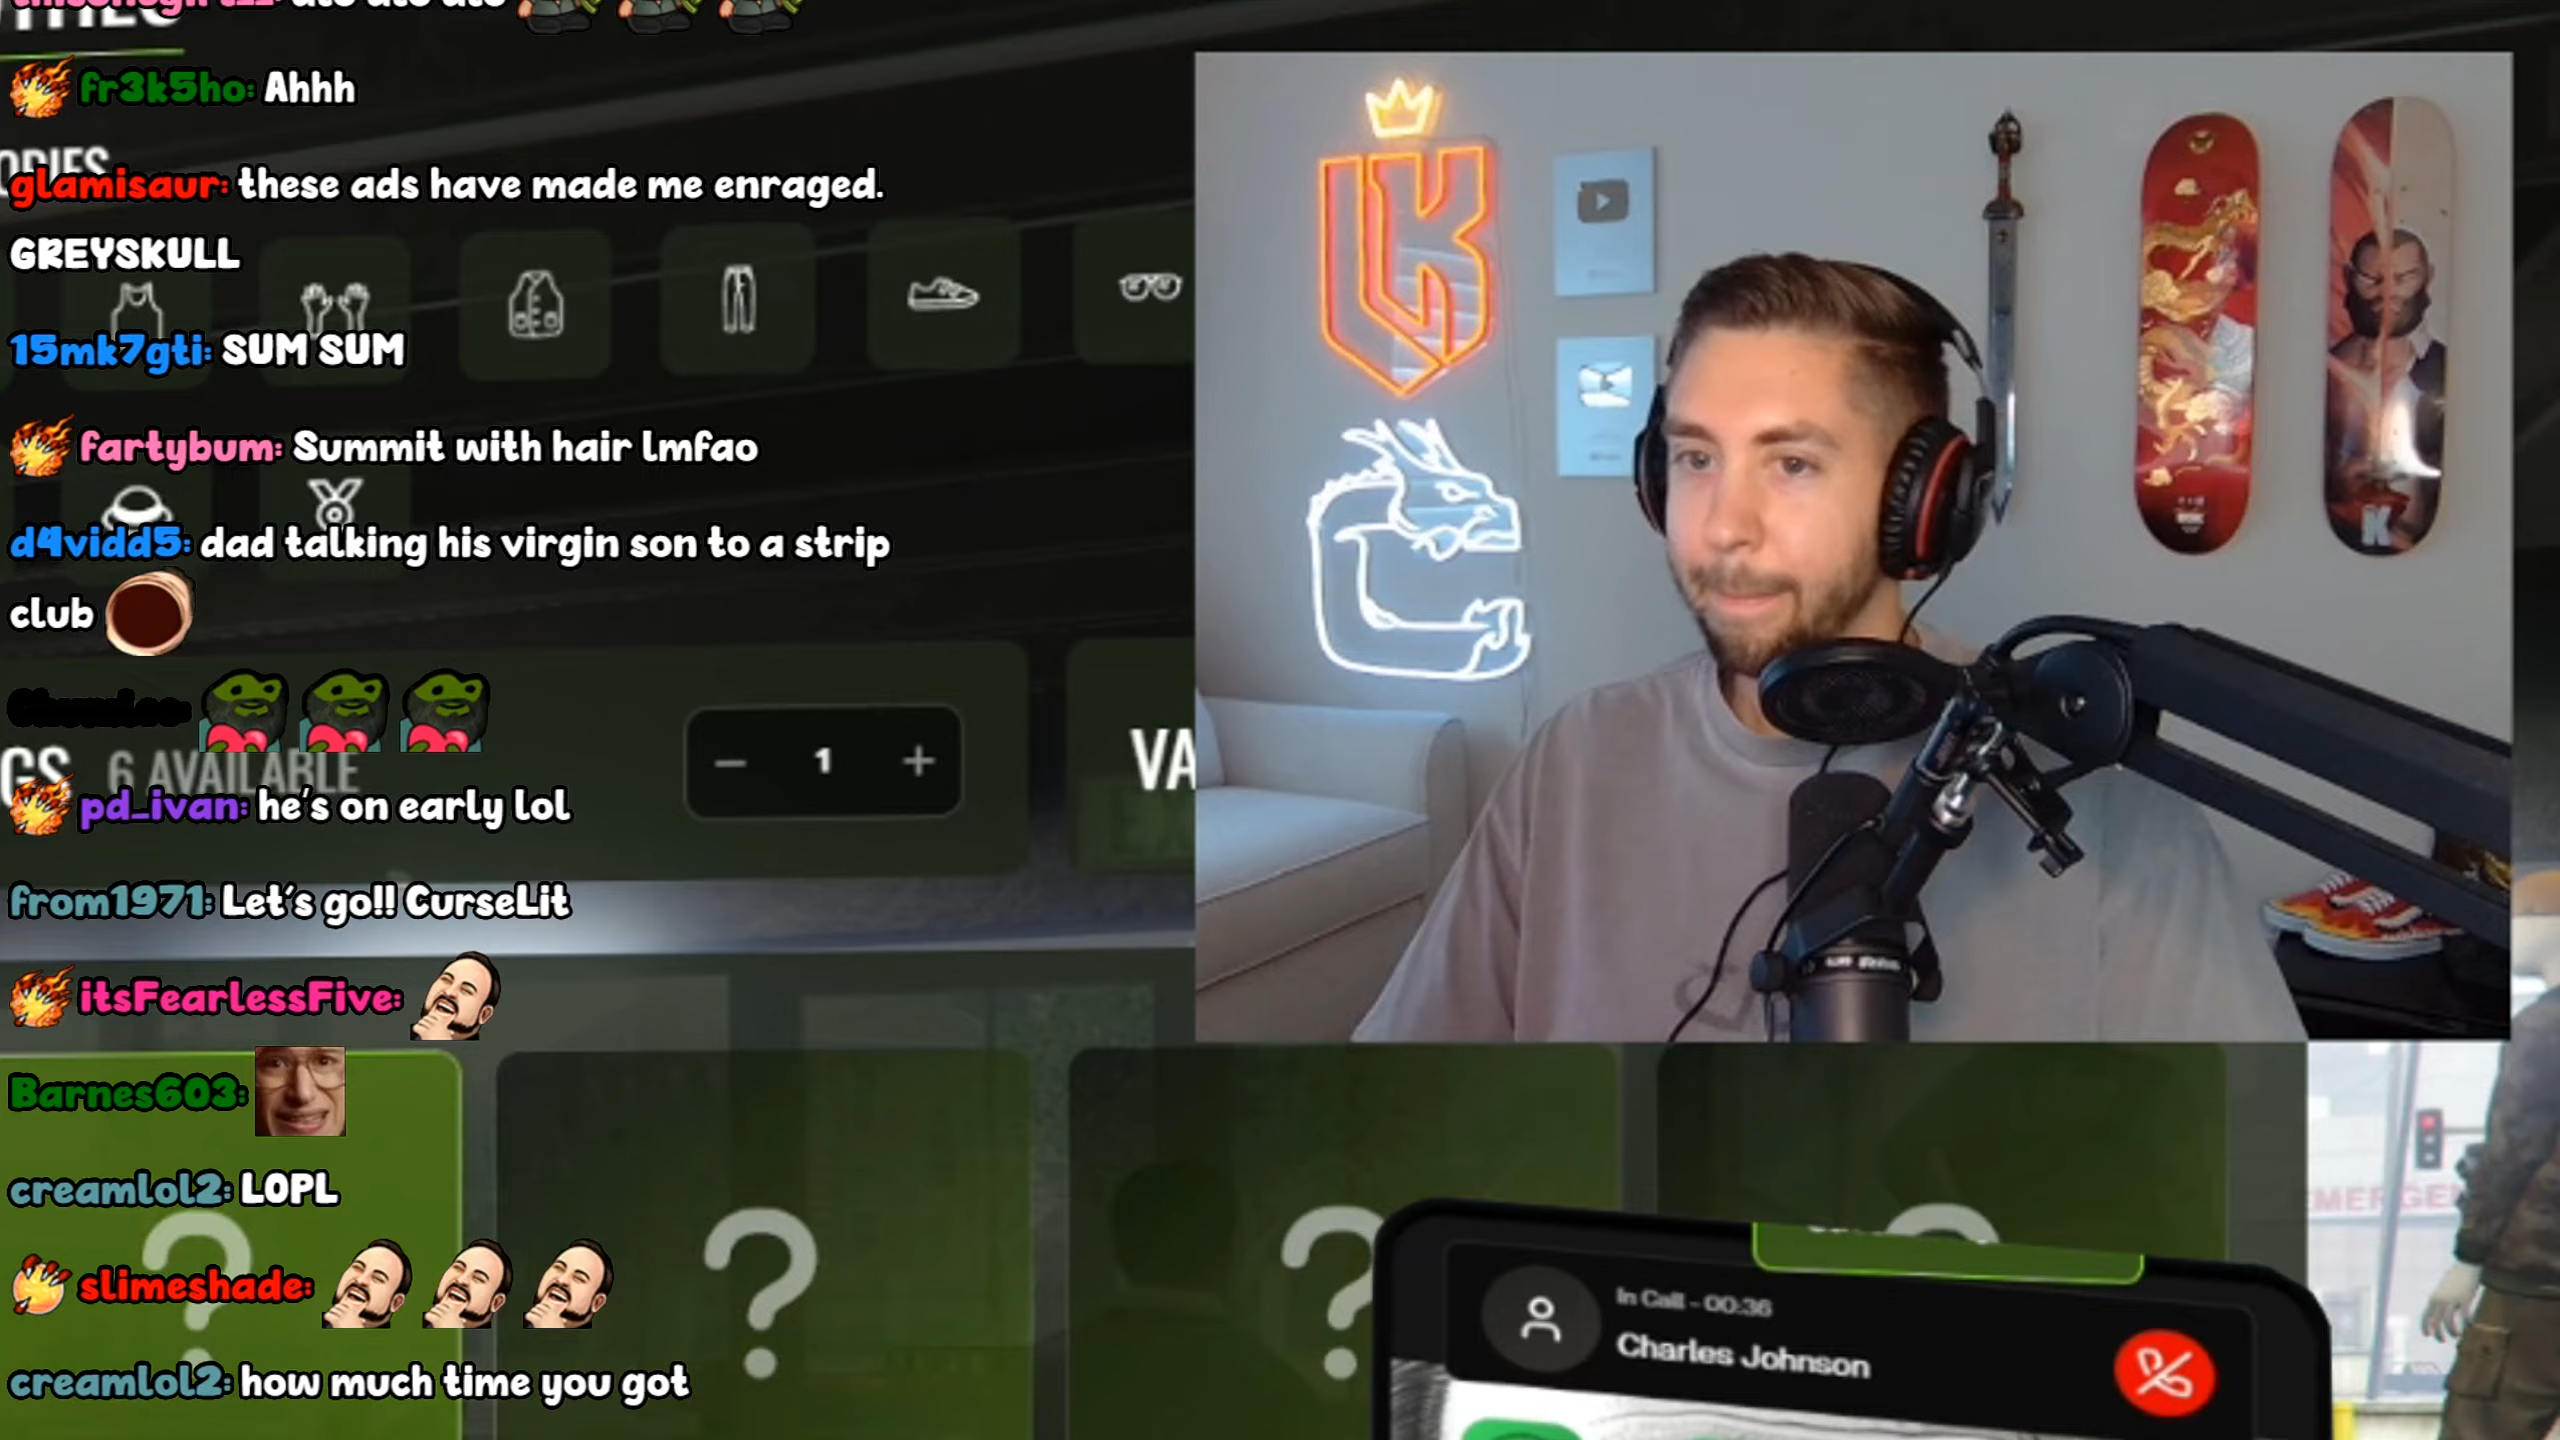 fr3k5ho: Ahhh
glamisaur: these ads have made me enraged.
GREYSKULL
15mk7gti: SUM SUM
fartybum: Summit with hair lmfao
d4vidd5: dad talking his virgin son to a strip
club
GS 6 AVAILABLE
− 1 +
VA
pd_ivan: he's on early lol
from1971: Let's go!! CurseLit
itsFearlessFive:
Barnes603:
creamlol2: LOPL
slimeshade:
creamlol2: how much time you got
LK
K
In Call - 00:36
Charles Johnson
EMERGEN